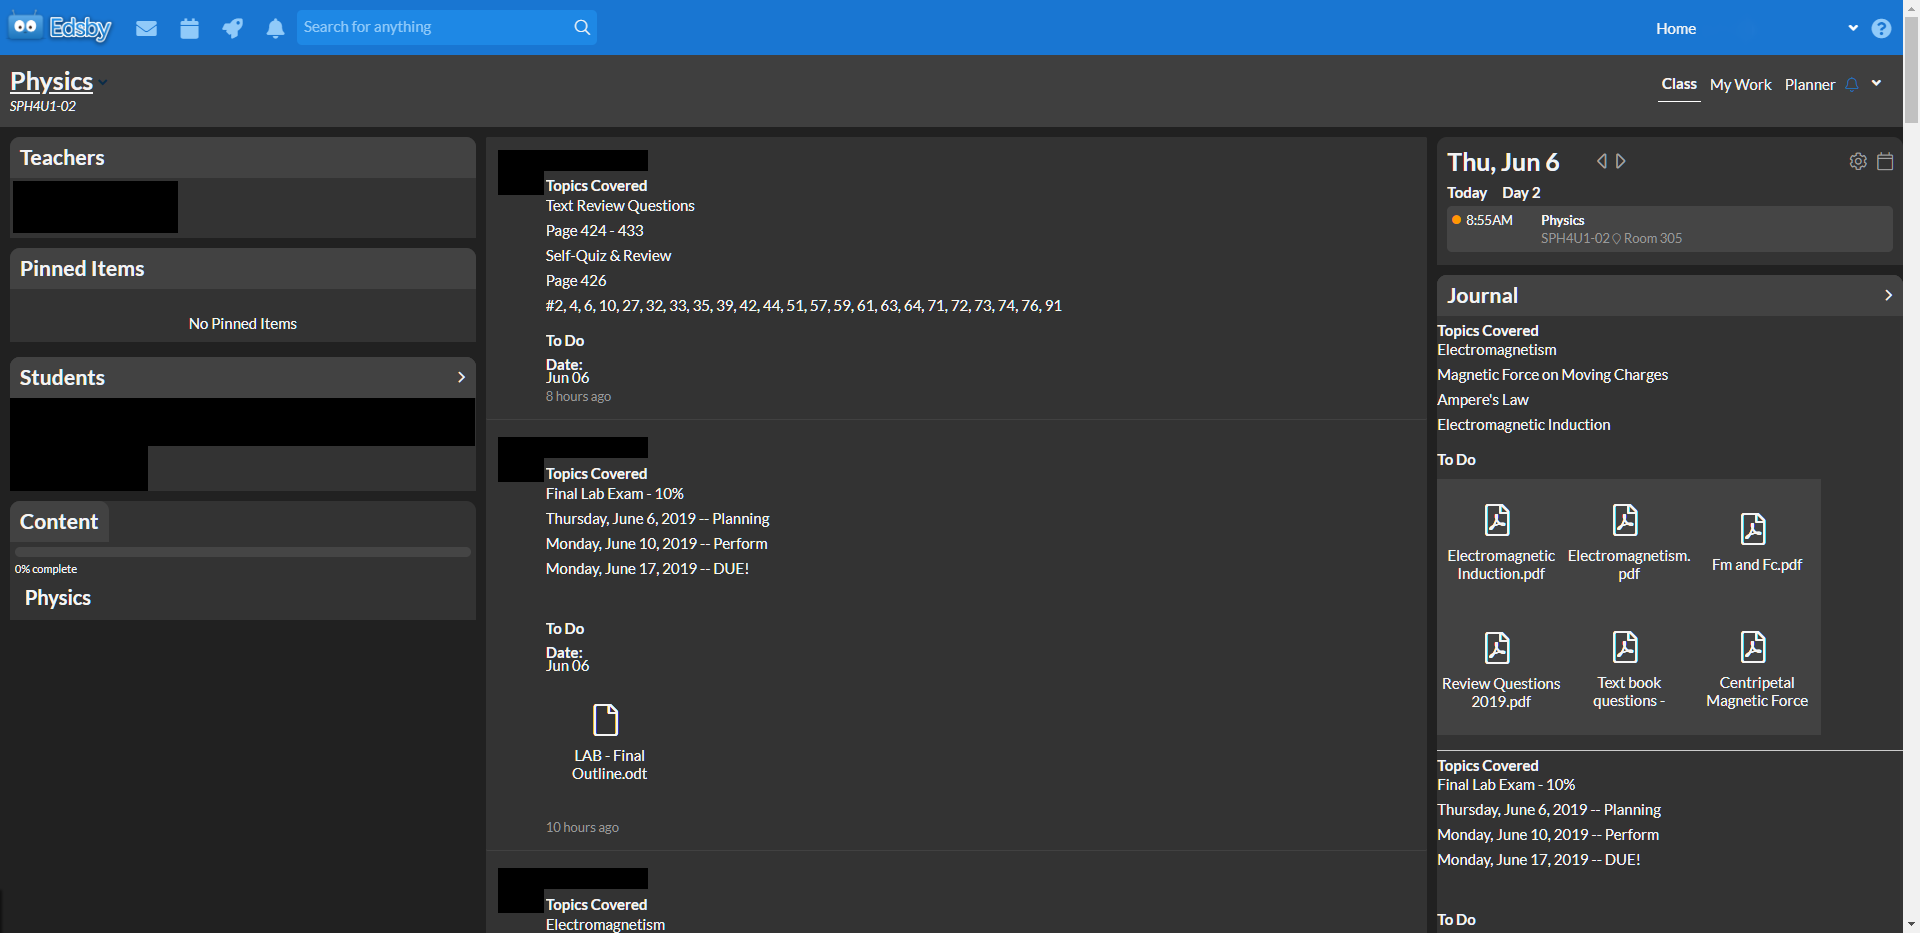 Edsby
Search for anything
Home
Physics
SPH4U1-02
Class My Work Planner
Teachers
Pinned Items
No Pinned Items
Students
Content
0% complete
Physics
Topics Covered
Text Review Questions
Page 424 - 433
Self-Quiz & Review
Page 426
#2, 4, 6, 10, 27, 32, 33, 35, 39, 42, 44, 51, 57, 59, 61, 63, 64, 71, 72, 73, 74, 76, 91
To Do
Date:
Jun 06
8 hours ago
Topics Covered
Final Lab Exam - 10%
Thursday, June 6, 2019 -- Planning
Monday, June 10, 2019 -- Perform
Monday, June 17, 2019 -- DUE!
To Do
Date:
Jun 06
LAB - Final
Outline.odt
10 hours ago
Topics Covered
Electromagnetism
Thu, Jun 6
Today Day 2
8:55AM Physics
SPH4U1-02 Room 305
Journal
Topics Covered
Electromagnetism
Magnetic Force on Moving Charges
Ampere's Law
Electromagnetic Induction
To Do
Electromagnetic
Induction.pdf
Electromagnetism.
pdf
Fm and Fc.pdf
Review Questions
2019.pdf
Text book
questions -
Centripetal
Magnetic Force
Topics Covered
Final Lab Exam - 10%
Thursday, June 6, 2019 -- Planning
Monday, June 10, 2019 -- Perform
Monday, June 17, 2019 -- DUE!
To Do